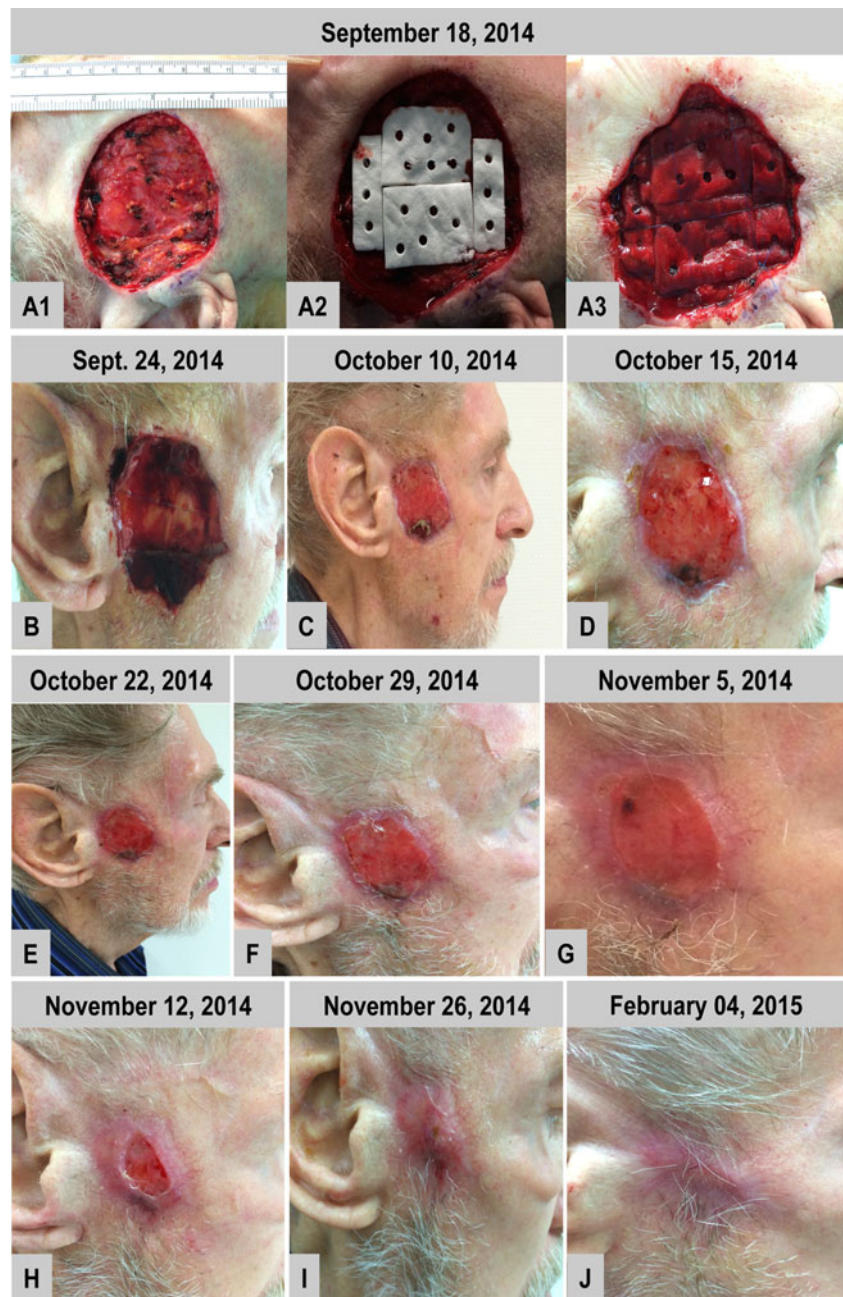 September 18, 2014
A1
A2
A3
Sept. 24, 2014
October 10, 2014
October 15, 2014
B
C
D
October 22, 2014
October 29, 2014
November 5, 2014
E
F
G
November 12, 2014
November 26, 2014
February 04, 2015
H
I
J